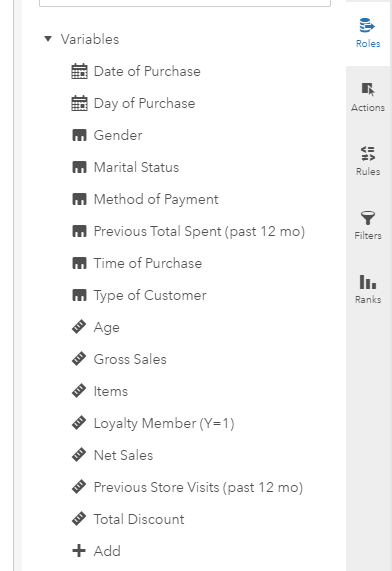 Variables
Date of Purchase
Day of Purchase
Gender
Marital Status
Method of Payment
Previous Total Spent (past 12 mo)
Time of Purchase
Type of Customer
Age
Gross Sales
Items
Loyalty Member (Y=1)
Net Sales
Previous Store Visits (past 12 mo)
Total Discount
Add
Roles
Actions
Rules
Filters
Ranks